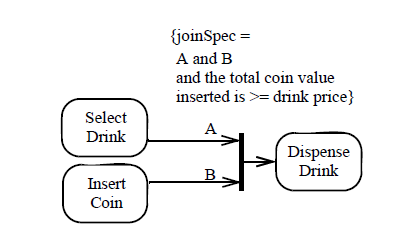 {joinSpec =
A and B
and the total coin value
inserted is >= drink price}
Select
Drink
A
Dispense
Drink
Insert
Coin
B